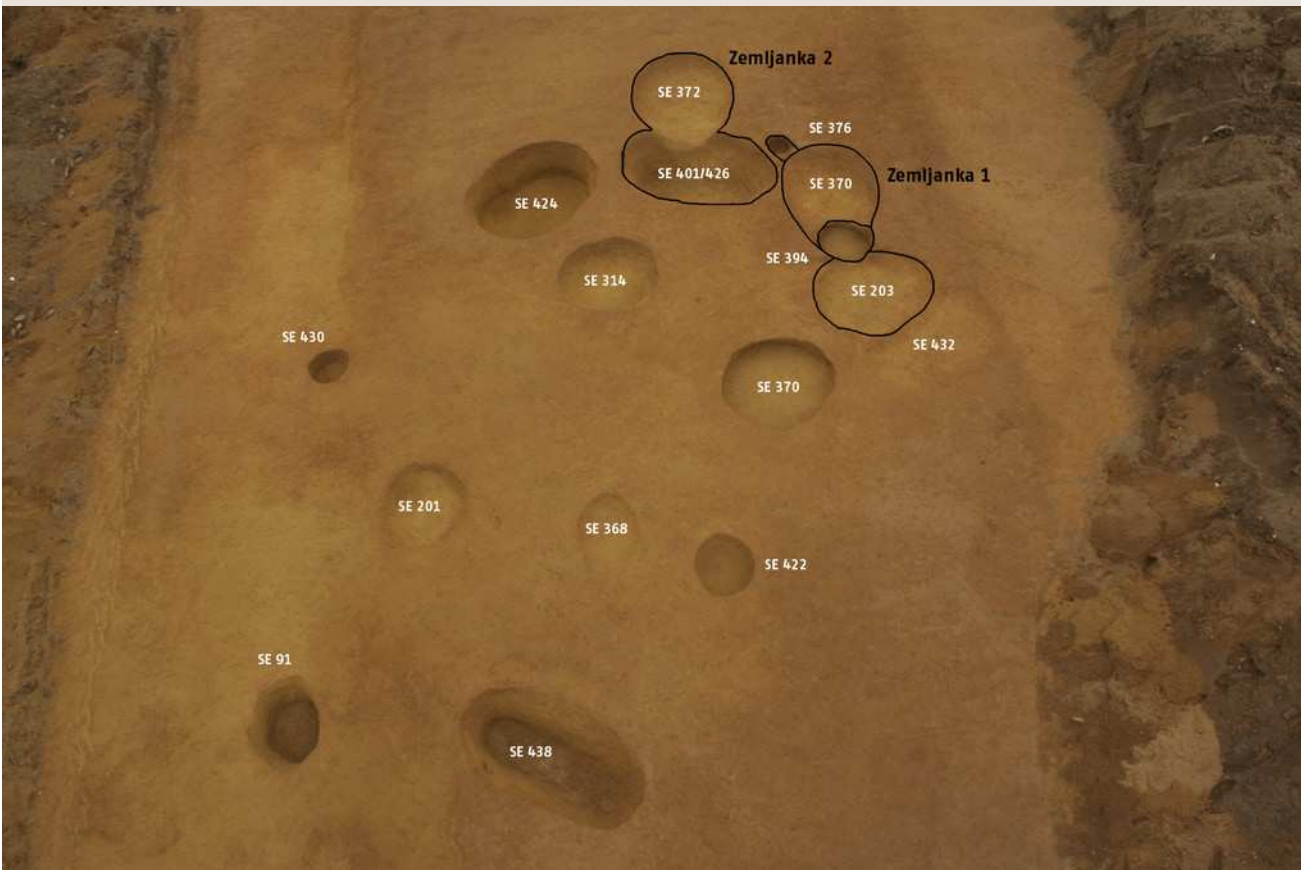 Zemljanka 2
SE 372
SE 376
SE 401/426
SE 370
Zemljanka 1
SE 424
SE 394
SE 314
SE 203
SE 430
SE 432
SE 370
SE 201
SE 368
SE 422
SE 91
SE 438